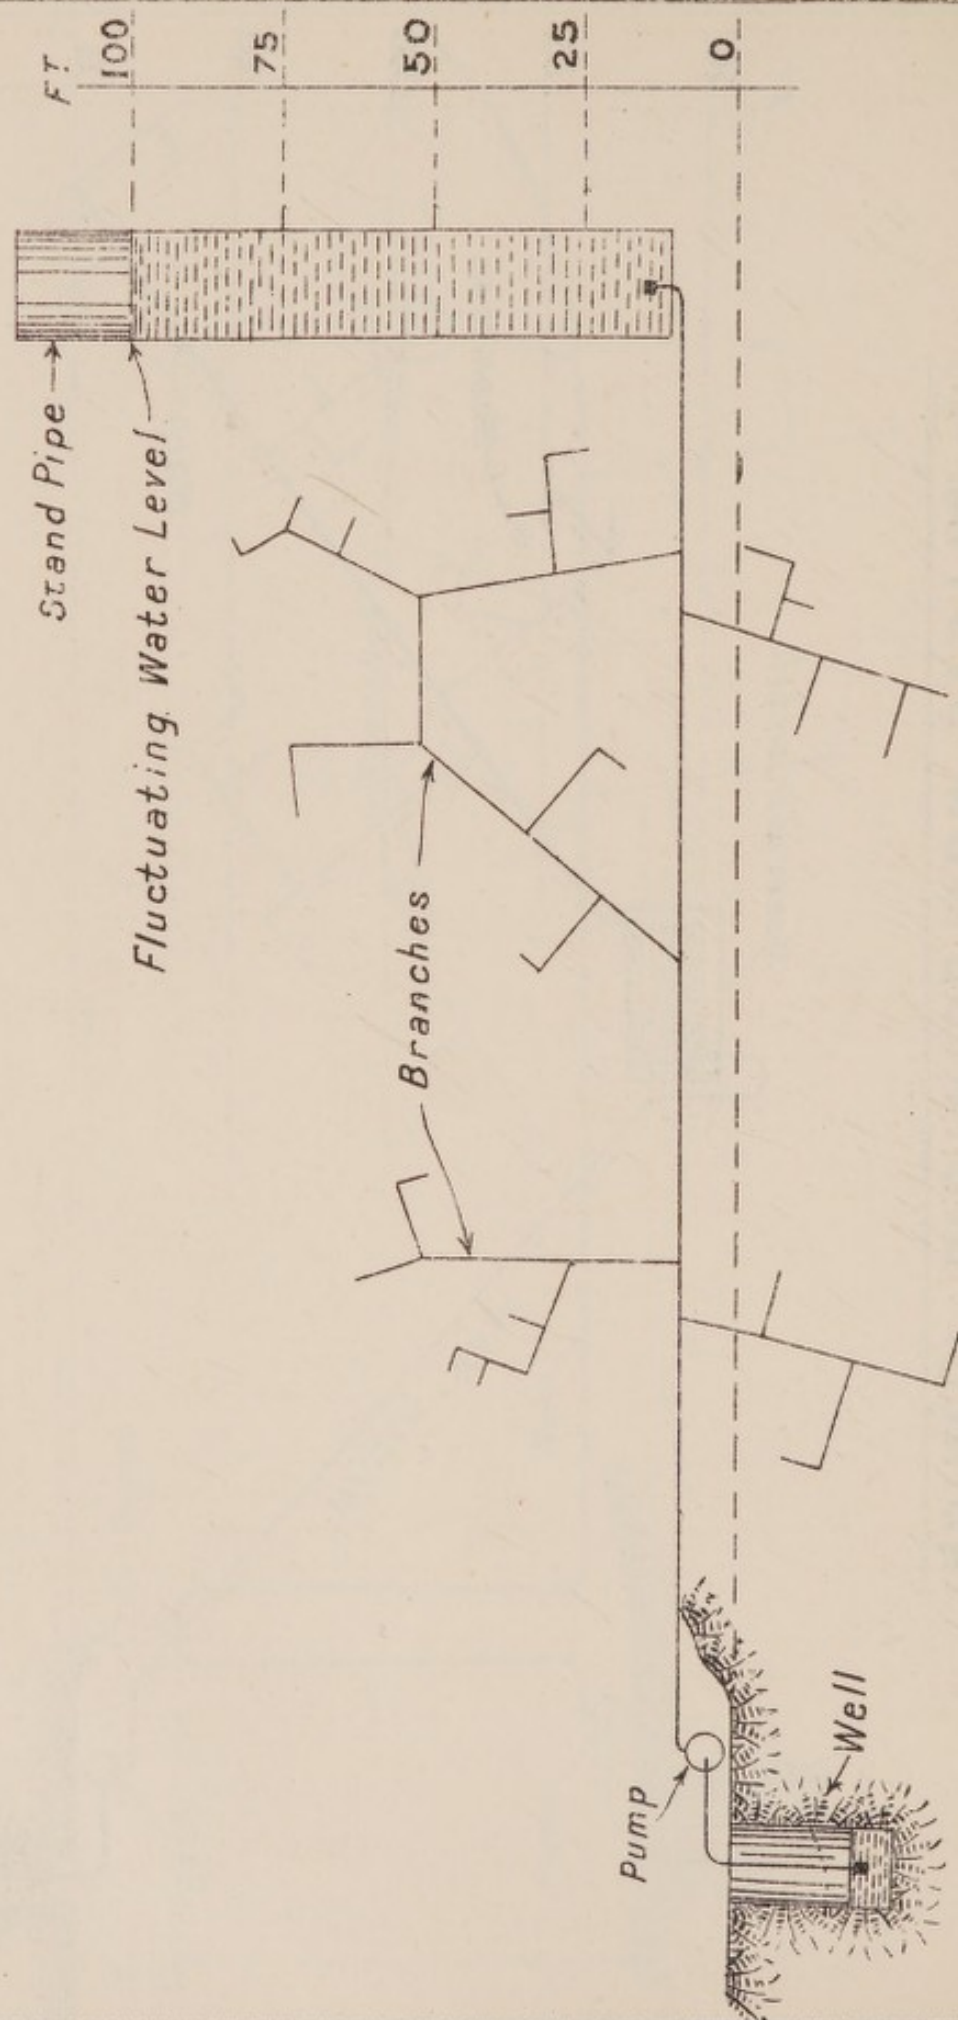 FT
100
75
50
25
0
Stand Pipe
Fluctuating Water Level
Branches
Pump
Well